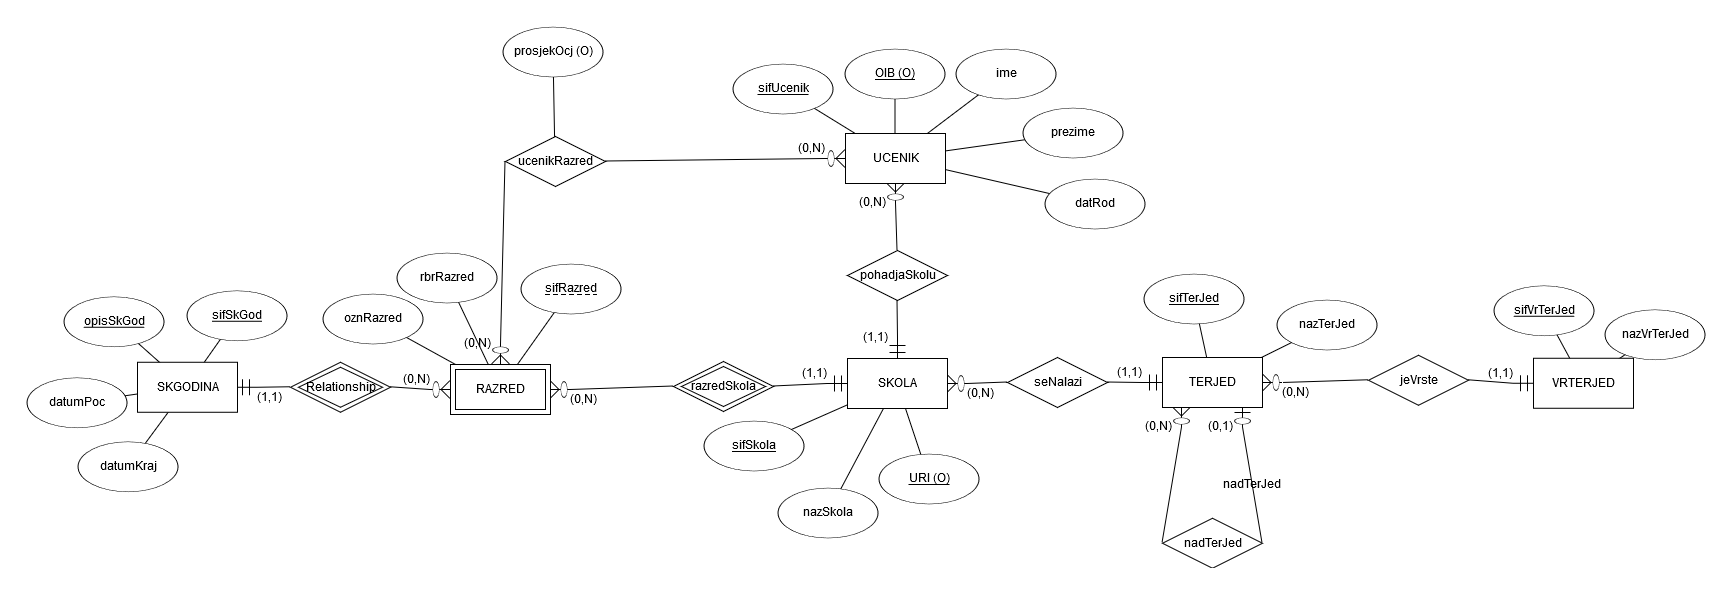 prosjekOcj (O)
OIB (O)
ime
sifUcenik
prezime
(0,N)
UCENIK
ucenikRazred
datRod
(0,N)
pohadjaSkolu
rbrRazred
sifRazred
sifTerJed
sifVrTerJed
opisSkGod
sifSkGod
oznRazred
nazTerJed
nazVrTerJed
(0,N)
(1,1)
SKGODINA
Relationship
(0,N)
RAZRED
razredSkola
(1,1)
SKOLA
seNalazi
(1,1)
TERJED
jeVrste
(1,1)
VRTERJED
(1,1)
(0,N)
(0,N)
(0,N)
datumPoc
(0,N)
(0,1)
sifSkola
datumKraj
URI (O)
nadTerJed
nazSkola
nadTerJed